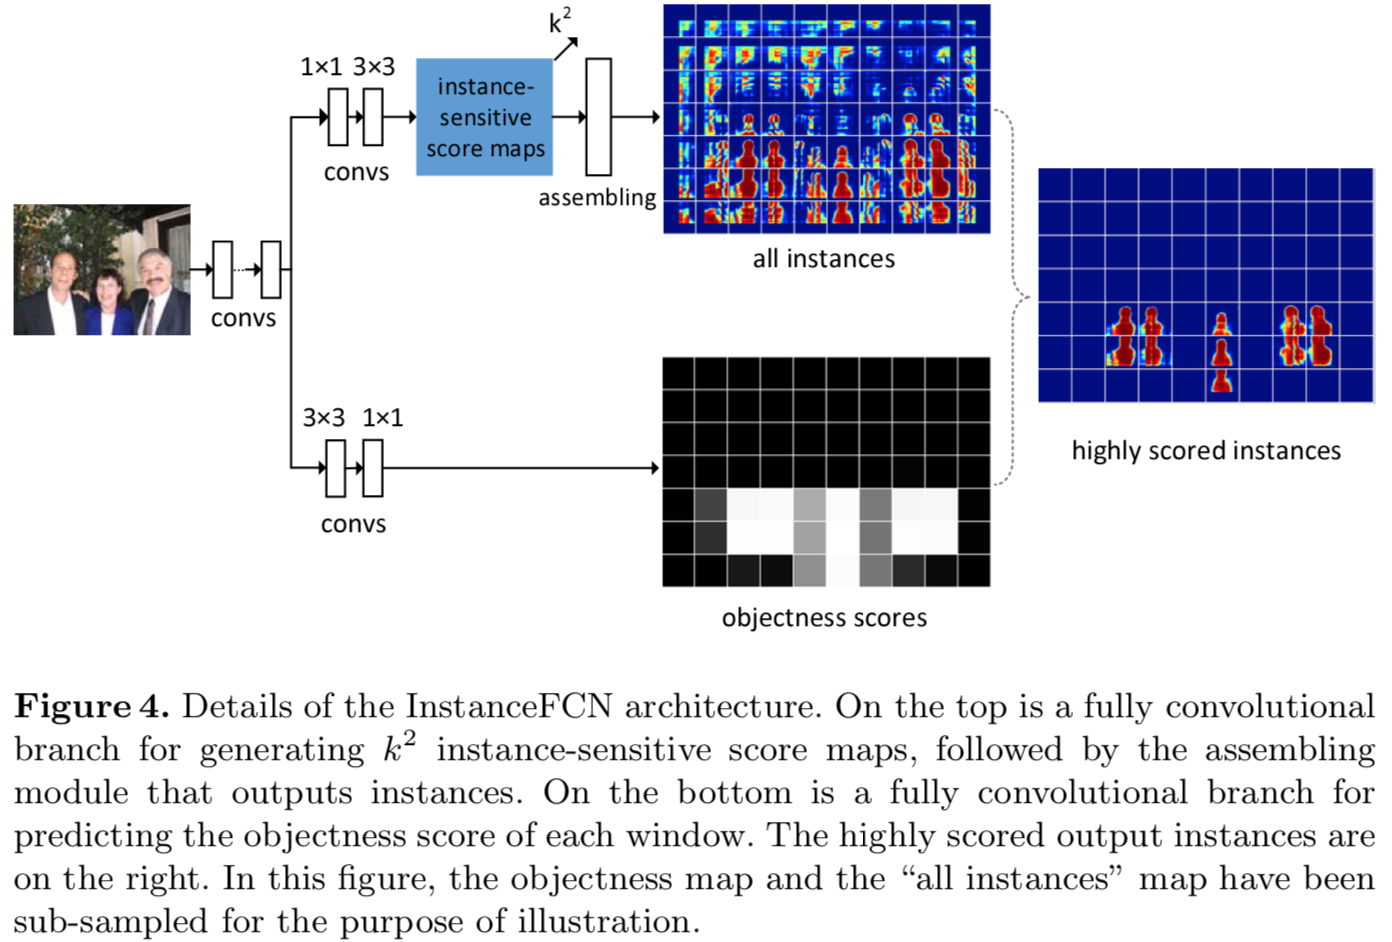 k²
1×1 3×3
instance-
sensitive
score maps
convs
assembling
all instances
convs
3×3 1×1
convs
highly scored instances
objectness scores
Figure 4. Details of the InstanceFCN architecture. On the top is a fully convolutional
branch for generating k² instance-sensitive score maps, followed by the assembling
module that outputs instances. On the bottom is a fully convolutional branch for
predicting the objectness score of each window. The highly scored output instances are
on the right. In this figure, the objectness map and the “all instances” map have been
sub-sampled for the purpose of illustration.